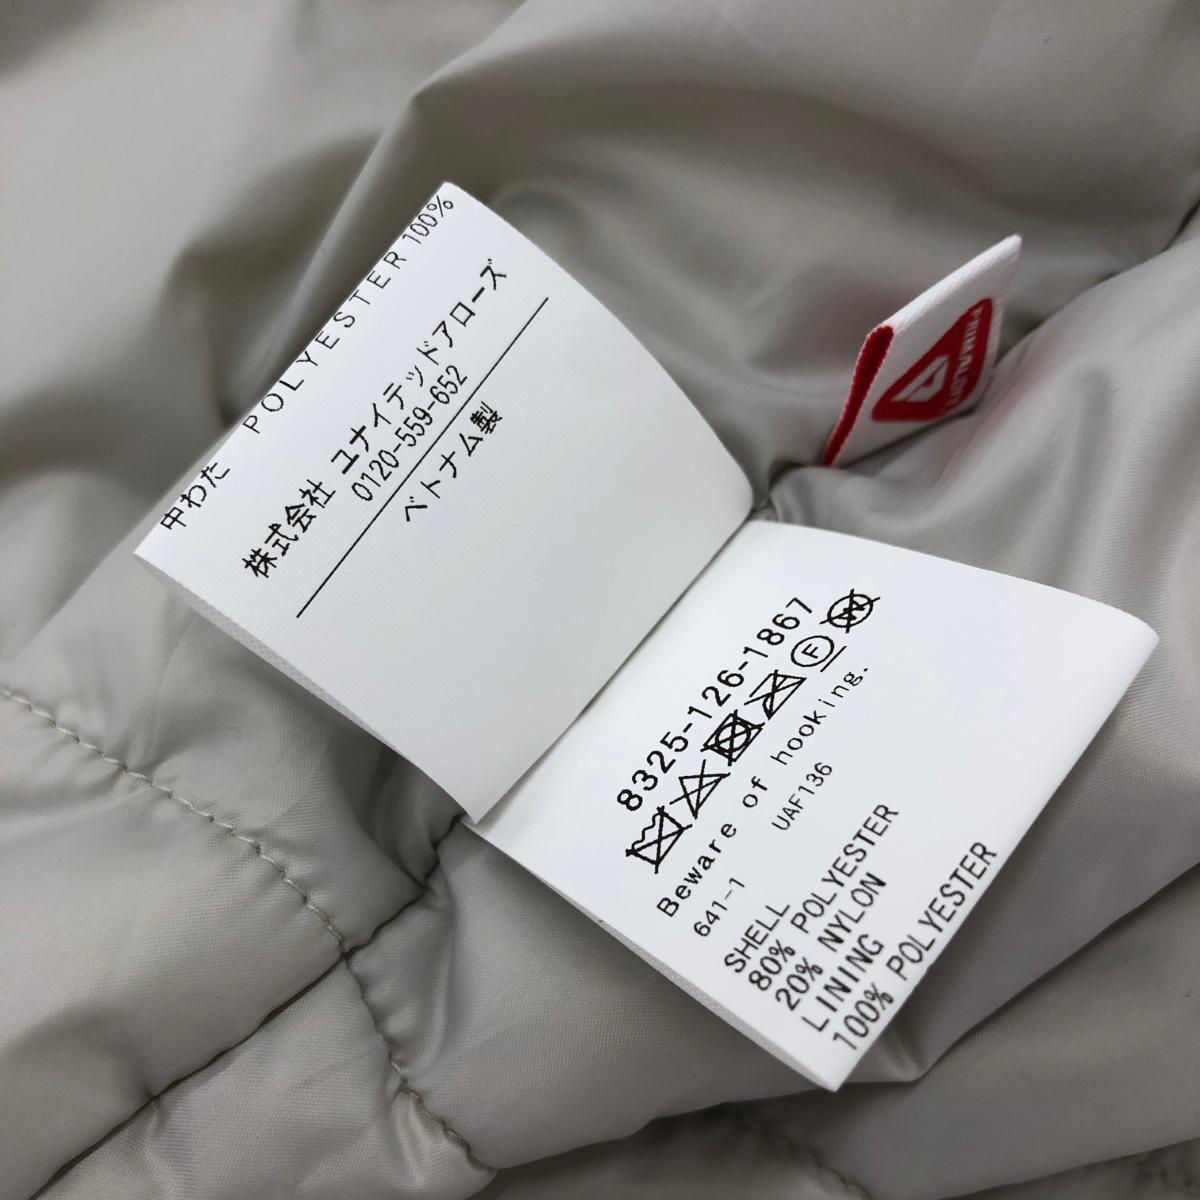 中わた POLYESTER 100%
株式会社 ユナイテッドアローズ
0120-559-652
ベトナム製
PRIMALOFT
8325-126-1867
F W
Beware of hooking.
641-1 UAF136
SHELL
80% POLYESTER
20% NYLON
LINING
100% POLYESTER